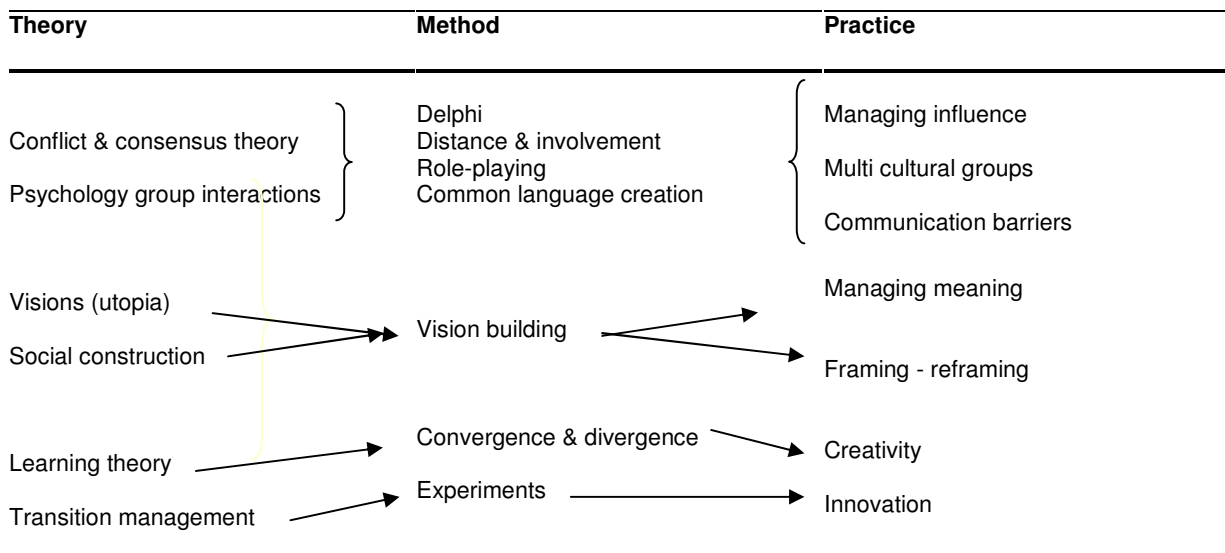 Theory Method Practice
Conflict & consensus theory
Psychology group interactions
Delphi
Distance & involvement
Role-playing
Common language creation
Managing influence
Multi cultural groups
Communication barriers
Visions (utopia)
Social construction
Vision building
Managing meaning
Framing - reframing
Learning theory
Transition management
Convergence & divergence
Experiments
Creativity
Innovation